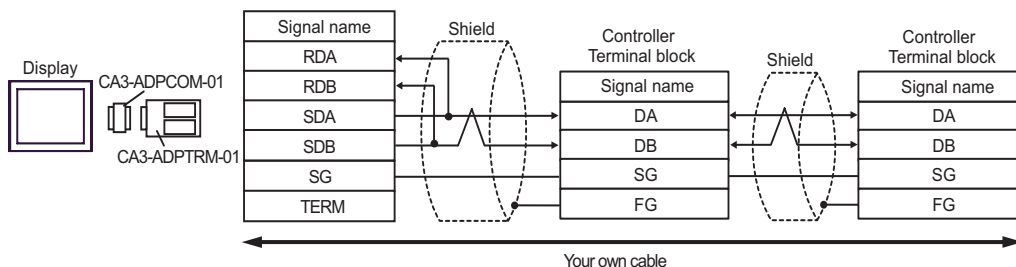 Display
CA3-ADPCOM-01
CA3-ADPTRM-01
Signal name
RDA
RDB
SDA
SDB
SG
TERM
Shield
Controller
Terminal block
Signal name
DA
DB
SG
FG
Shield
Controller
Terminal block
Signal name
DA
DB
SG
FG
Your own cable